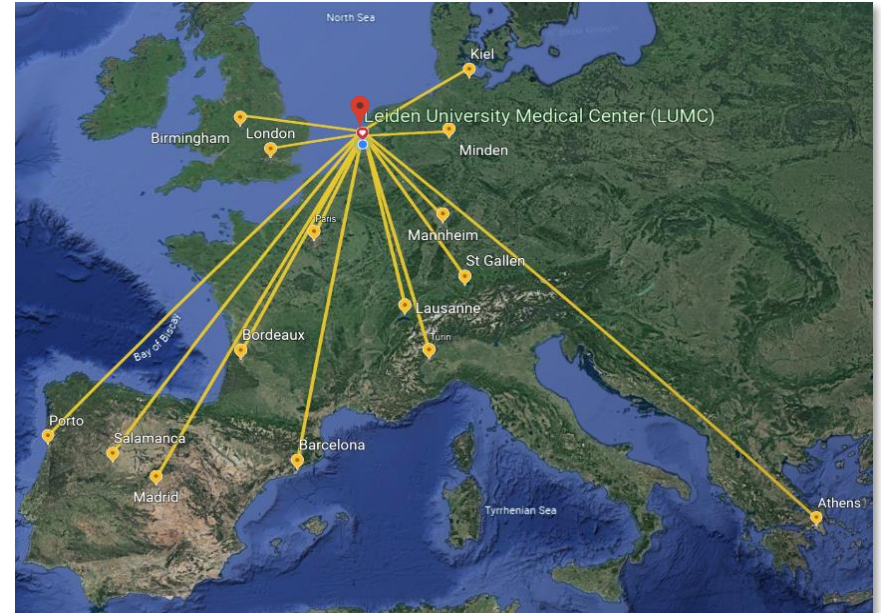 North Sea
Kiel
Leiden University Medical Center (LUMC)
Birmingham
London
Minden
Paris
Mannheim
St Gallen
Lausanne
Bay of Biscay
Bordeaux
Turin
Porto
Salamanca
Barcelona
Madrid
Athens
Tyrrhenian Sea